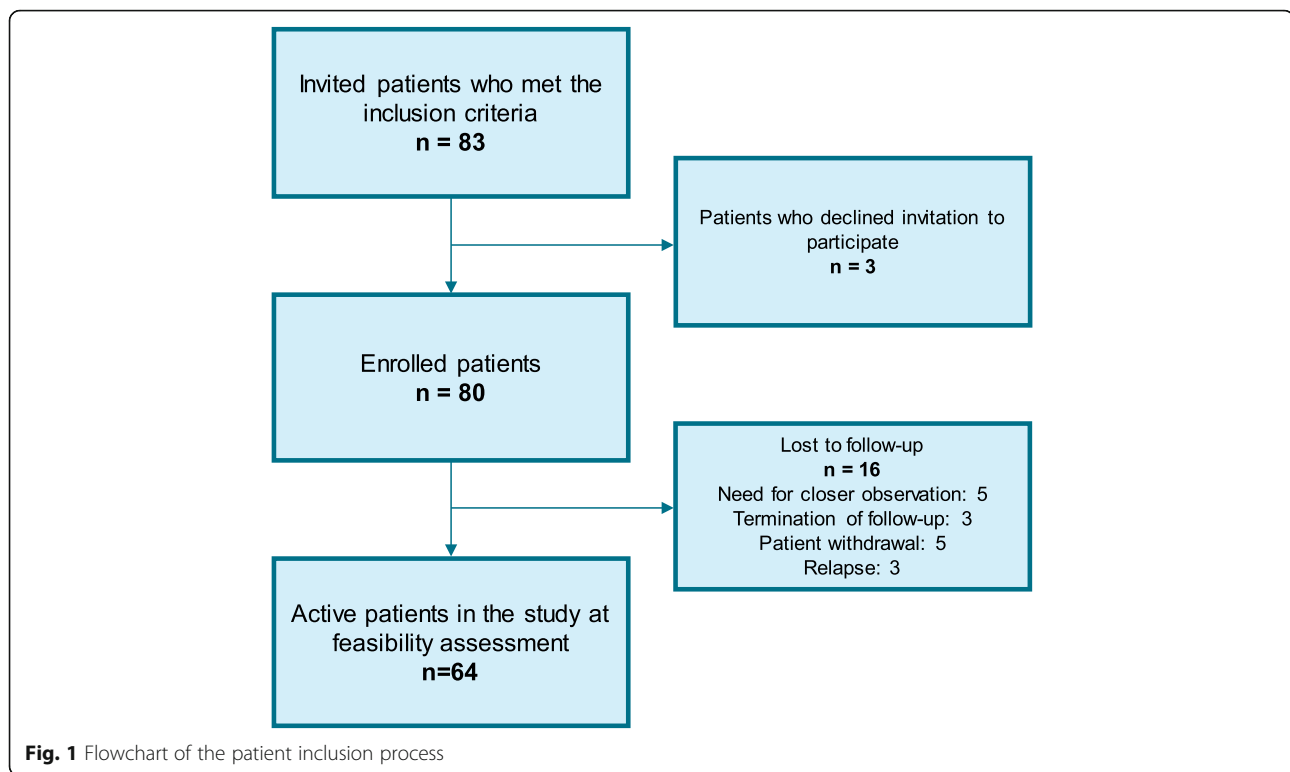 Invited patients who met the
inclusion criteria
n = 83
Patients who declined invitation to
participate
n = 3
Enrolled patients
n = 80
Lost to follow-up
n = 16
Need for closer observation: 5
Termination of follow-up: 3
Patient withdrawal: 5
Relapse: 3
Active patients in the study at
feasibility assessment
n=64
Fig. 1 Flowchart of the patient inclusion process